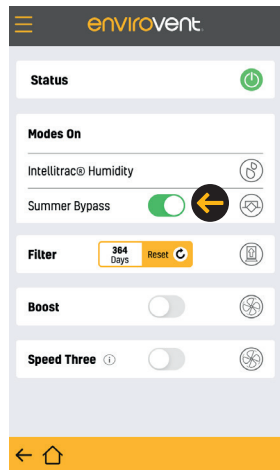 envirovent
Status
Modes On
Intellitrac® Humidity
Summer Bypass
Filter 364 Days Reset
Boost
Speed Three i